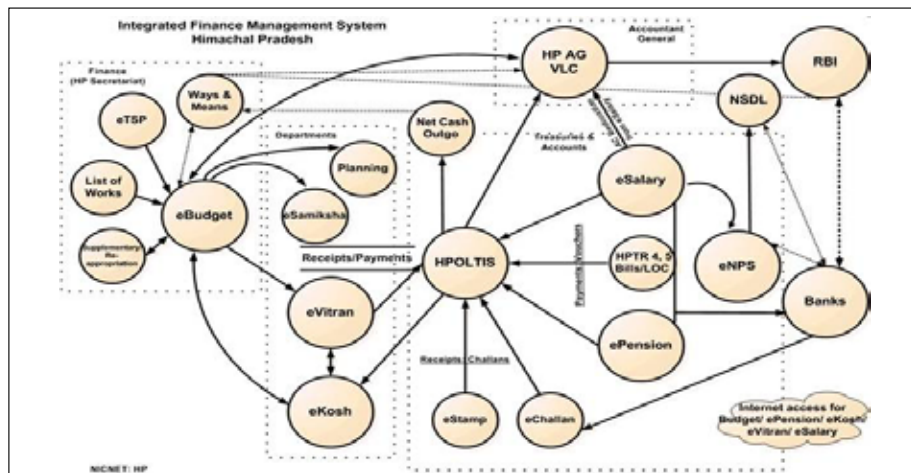 Integrated Finance Management System
Himachal Pradesh
Accountant
General
Finance
(HP Secretariat)
HP AG
VLC
RBI
Ways &
Means
eTSP
NSDL
Net Cash
Outgo
Departments
Treasuries &
Accounts
Planning
List of
Works
eSalary
eBudget
eSamiksha
Supplementary/
Re-
appropriation
Receipts/Payments
HPOLTIS
HPTR 4, 5
Bills/LOC
Payments:Vouchers
eNPS
eVitran
Banks
ePension
Receipts: Challans
eKosh
eStamp
eChallan
Internet access for
Budget/ ePension/ eKosh/
eVitran/ eSalary
NICNET: HP